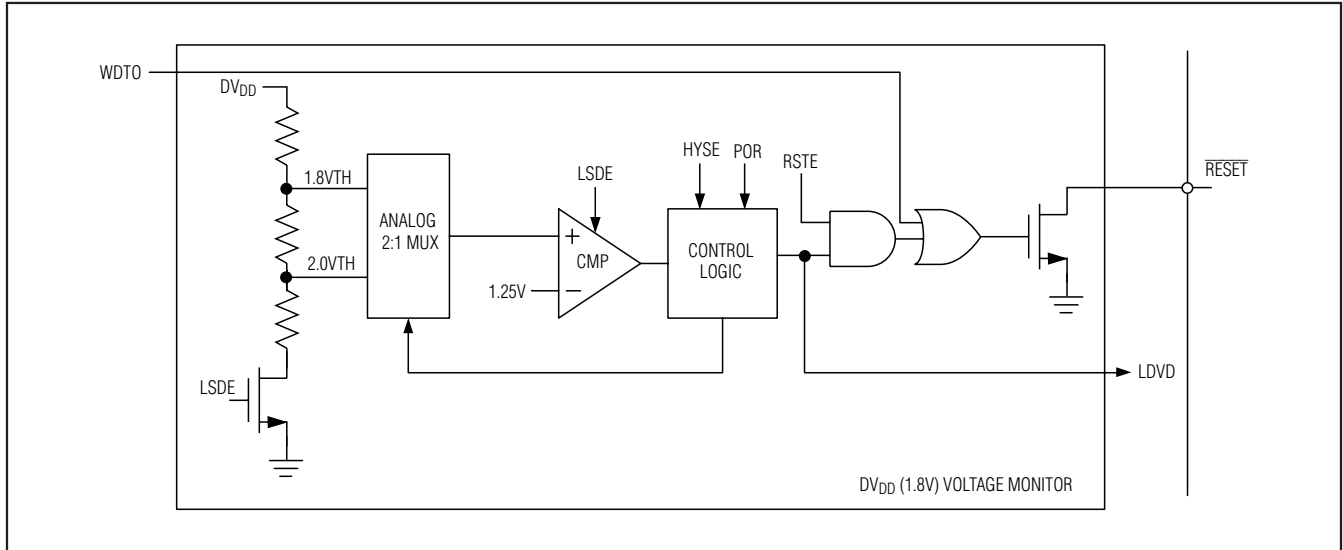 WDTO
DVDD
1.8VTH
2.0VTH
LSDE
ANALOG
2:1 MUX
LSDE
+
CMP
1.25V
−
HYSE
POR
CONTROL
LOGIC
RSTE
RESET
LDVD
DVDD (1.8V) VOLTAGE MONITOR